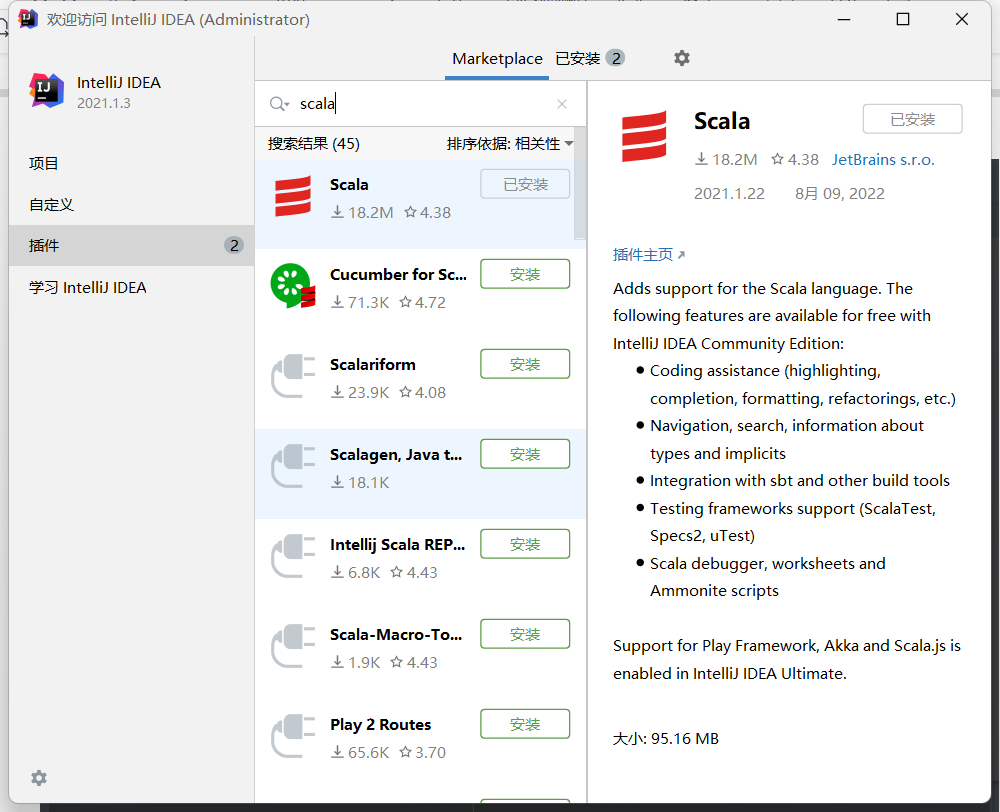 欢迎访问 IntelliJ IDEA (Administrator)
IntelliJ IDEA
2021.1.3
项目
自定义
插件 2
学习 IntelliJ IDEA
Marketplace 已安装 2
scala
搜索结果 (45) 排序依据: 相关性
Scala 已安装
18.2M 4.38
Cucumber for Sc... 安装
71.3K 4.72
Scalariform 安装
23.9K 4.08
Scalagen, Java t... 安装
18.1K
Intellij Scala REP... 安装
6.8K 4.43
Scala-Macro-To... 安装
1.9K 4.43
Play 2 Routes 安装
65.6K 3.70
Scala 已安装
18.2M 4.38 JetBrains s.r.o.
2021.1.22 8月 09, 2022
插件主页
Adds support for the Scala language. The
following features are available for free with
IntelliJ IDEA Community Edition:
● Coding assistance (highlighting,
completion, formatting, refactorings, etc.)
● Navigation, search, information about
types and implicits
● Integration with sbt and other build tools
● Testing frameworks support (ScalaTest,
Specs2, uTest)
● Scala debugger, worksheets and
Ammonite scripts
Support for Play Framework, Akka and Scala.js is
enabled in IntelliJ IDEA Ultimate.
大小: 95.16 MB